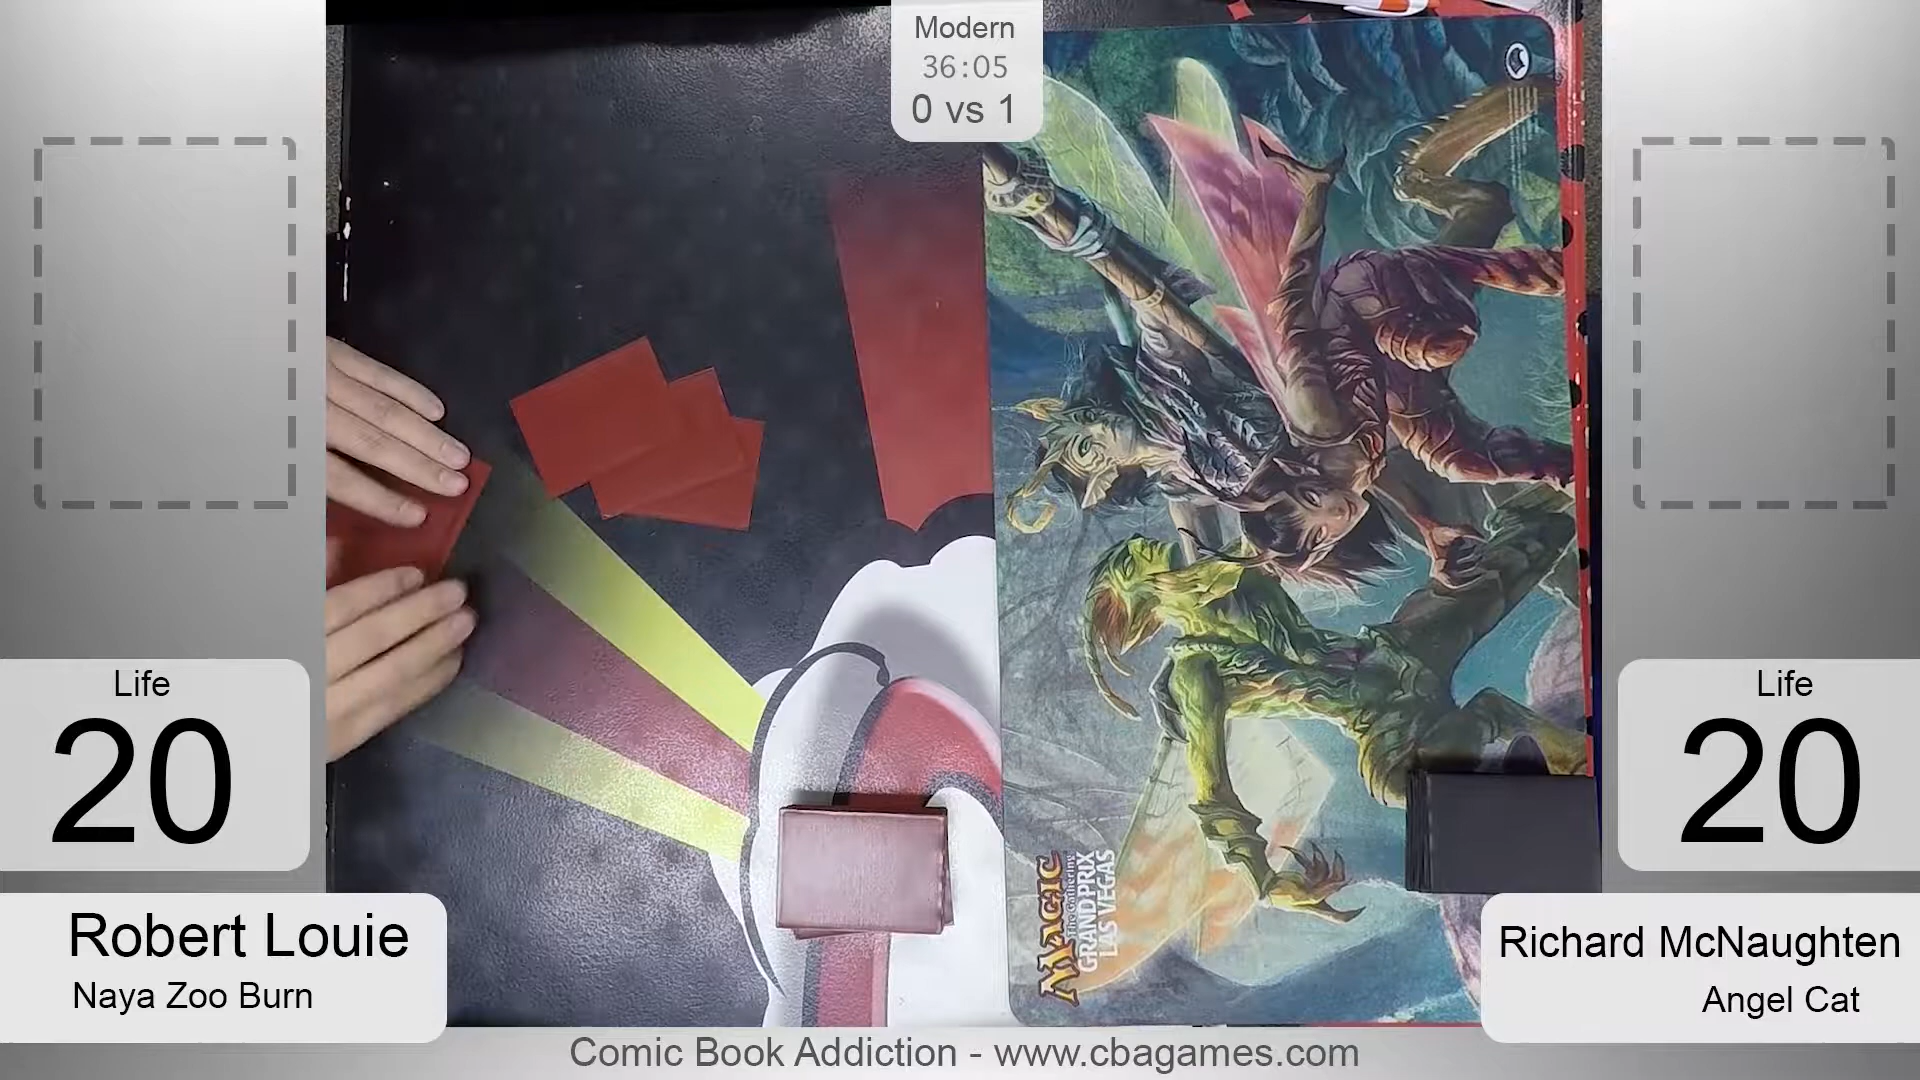 Modern
36:05
0 vs 1
Life
20
Robert Louie
Naya Zoo Burn
Life
20
Richard McNaughten
Angel Cat
MAGIC
The Gathering
GRAND PRIX
LAS VEGAS
Comic Book Addiction - www.cbagames.com